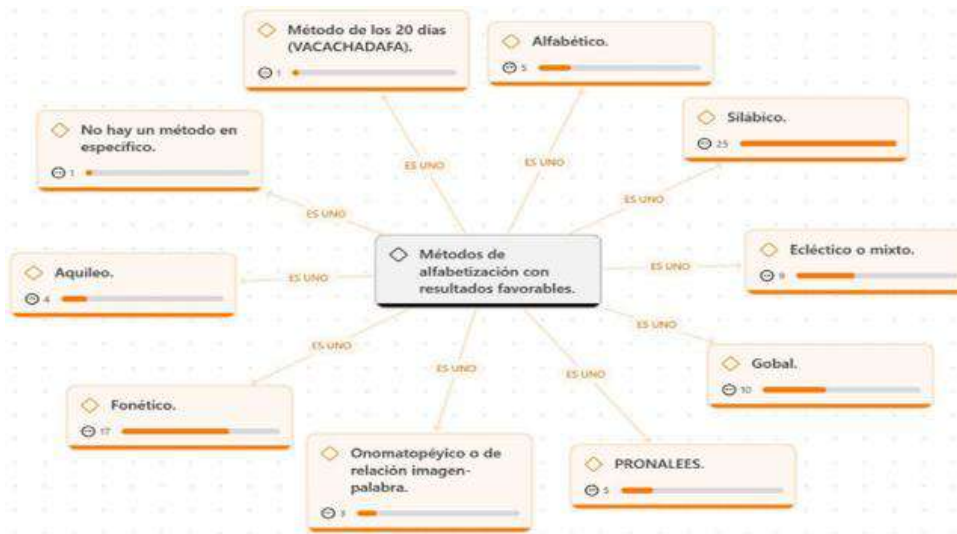 Método de los 20 días
(VACACHADAFA).
1
Alfabético.
5
Silábico.
25
No hay un método en
específico.
1
ES UNO
ES UNO
ES UNO
ES UNO
Métodos de
alfabetización con
resultados favorables.
Ecléctico o mixto.
9
ES UNO
Aquileo.
4
ES UNO
ES UNO
ES UNO
ES UNO
ES UNO
Gobal.
10
Fonético.
17
Onomatopéyico o de
relación imagen-
palabra.
3
PRONALEES.
5